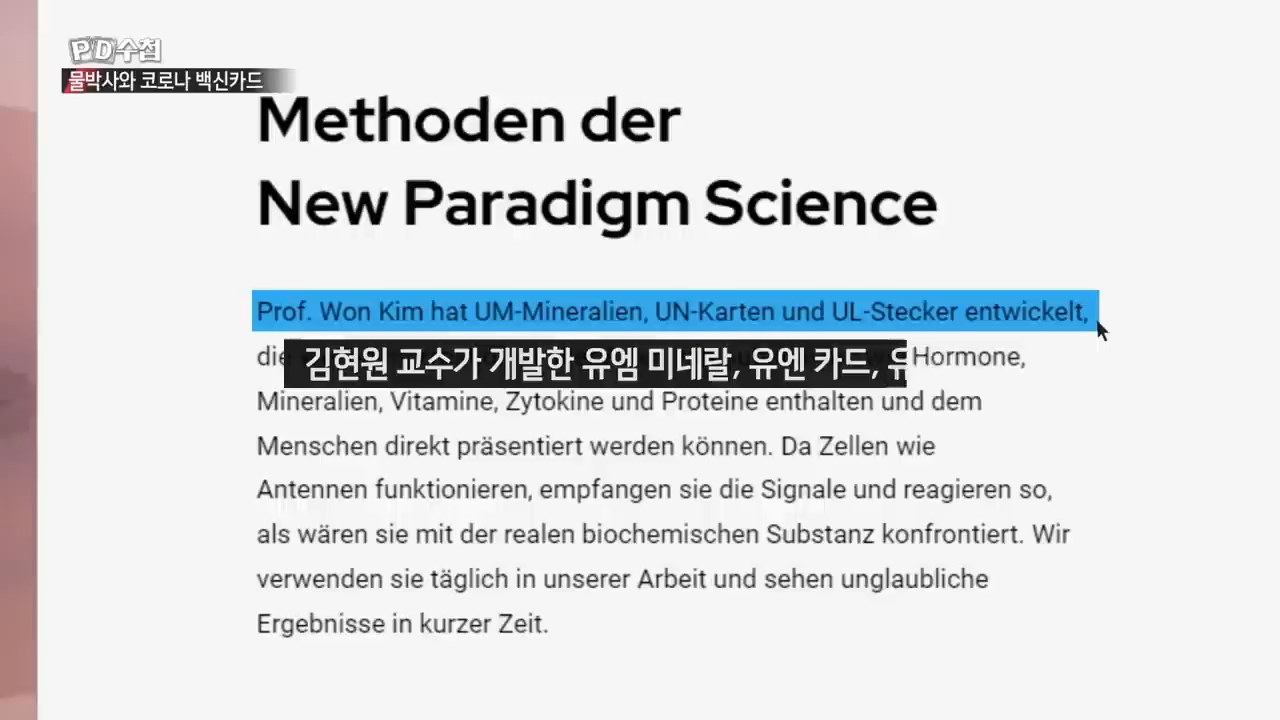 PD수첩
물박사와 코로나 백신카드
Methoden der
New Paradigm Science
Prof. Won Kim hat UM-Mineralien, UN-Karten und UL-Stecker entwickelt,
die
Hormone,
김현원 교수가 개발한 유엠 미네랄, 유엔 카드,
Mineralien, Vitamine, Zytokine und Proteine enthalten und dem
Menschen direkt präsentiert werden können. Da Zellen wie
Antennen funktionieren, empfangen sie die Signale und reagieren so,
als wären sie mit der realen biochemischen Substanz konfrontiert. Wir
verwenden sie täglich in unserer Arbeit und sehen unglaubliche
Ergebnisse in kurzer Zeit.